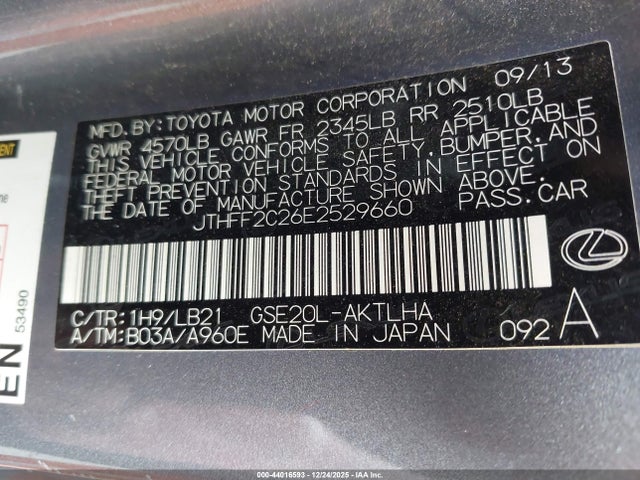 MFD. BY: TOYOTA MOTOR CORPORATION 09/13
GVWR 4570LB GAWR FR 2345LB RR 2510LB
THIS VEHICLE CONFORMS TO ALL APPLICABLE
FEDERAL MOTOR VEHICLE SAFETY, BUMPER, AND
THEFT PREVENTION STANDARDS IN EFFECT ON
THE DATE OF MANUFACTURE SHOWN ABOVE.
JTHFF2C26E2529660 PASS. CAR
C/TR: 1H9/LB21 GSE20L-AKTLHA
A/TM: B03A/A960E MADE IN JAPAN 092 A
53490
EN
000-44016593 - 12/24/2025 - IAAI